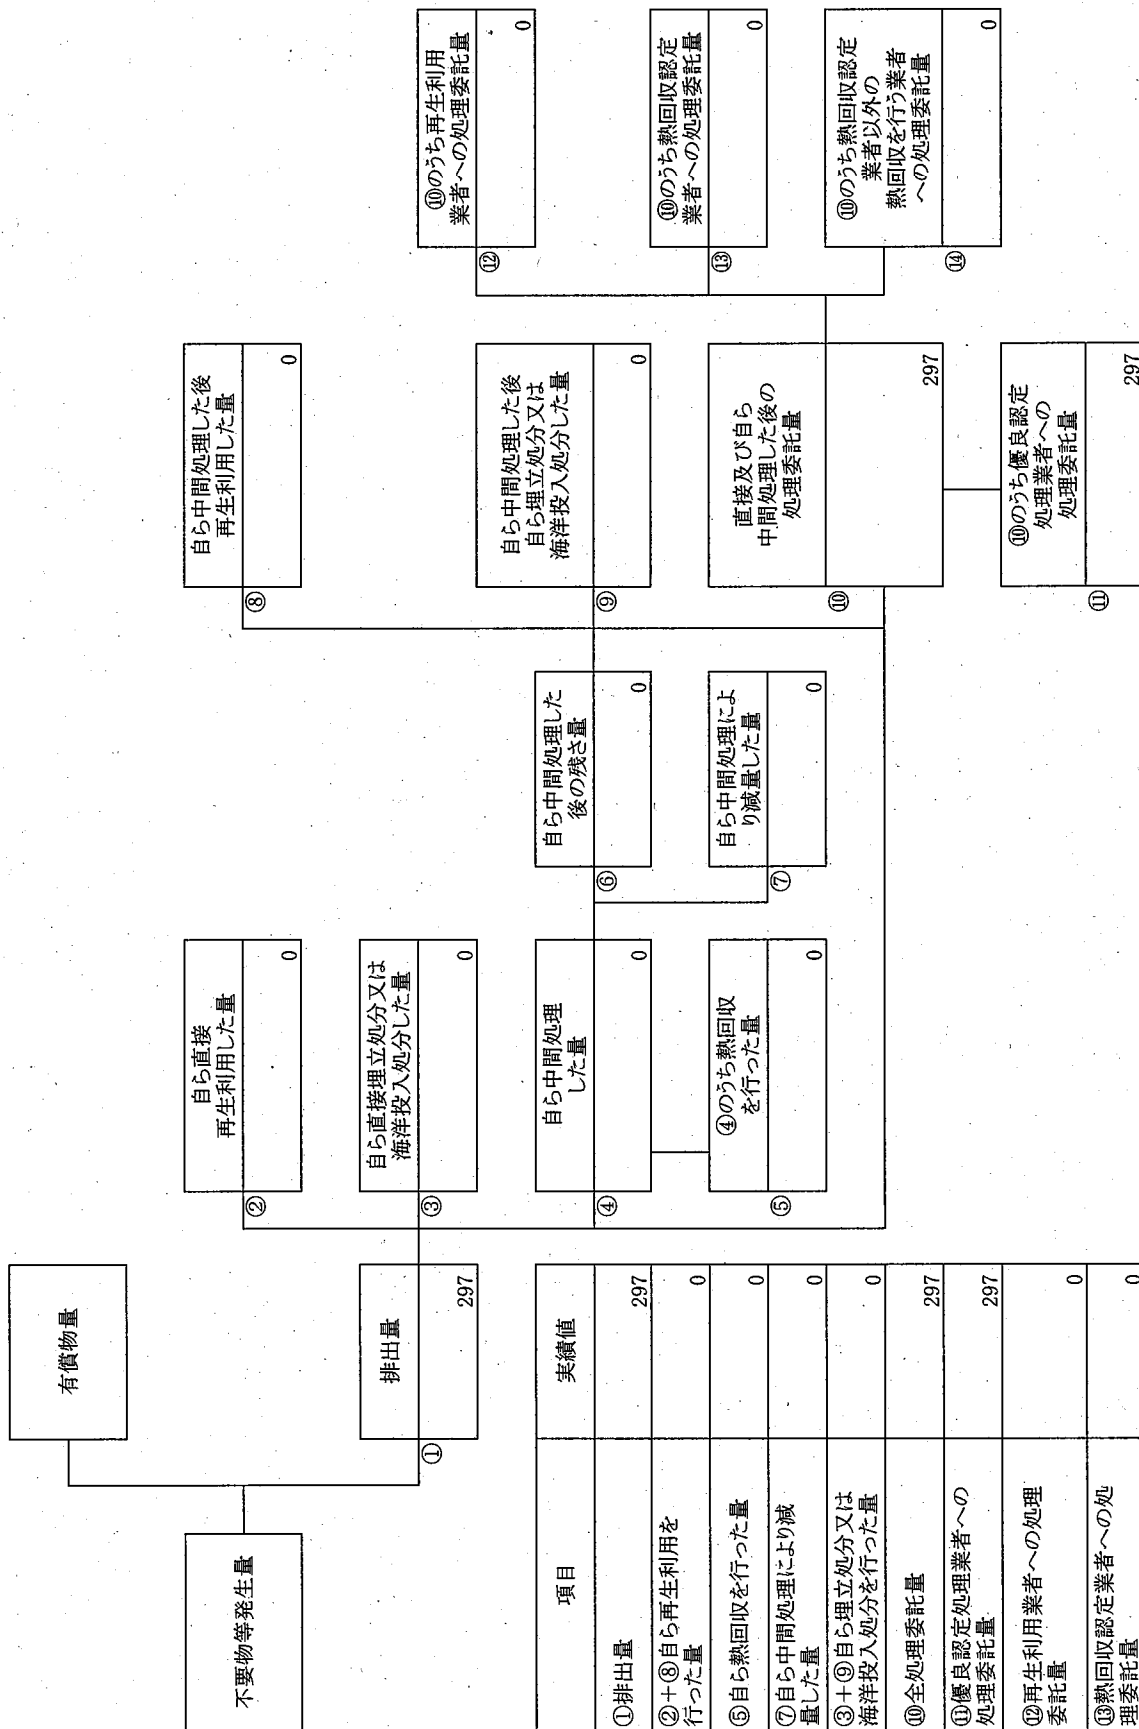 不要物等発生量
有償物量
排出量
①
297
自ら直接
再生利用した量
②
0
自ら直接埋立処分又は
海洋投入処分した量
③
0
自ら中間処理
した量
④
0
④のうち熱回収
を行った量
⑤
0
自ら中間処理した
後の残さ量
⑥
0
自ら中間処理によ
り減量した量
⑦
0
自ら中間処理した後
再生利用した量
⑧
0
自ら中間処理した後
自ら埋立処分又は
海洋投入処分した量
⑨
0
直接及び自ら
中間処理した後の
処理委託量
⑩
297
⑩のうち優良認定
処理業者への
処理委託量
⑪
297
⑩のうち再生利用
業者への処理委託量
⑫
0
⑩のうち熱回収認定
業者への処理委託量
⑬
0
⑩のうち熱回収認定
業者以外の
熱回収を行う業者
への処理委託量
⑭
0
項目 実績値
①排出量 297
②+⑧自ら再生利用を
行った量 0
⑤自ら熱回収を行った量 0
⑦自ら中間処理により減
量した量 0
③+⑨自ら埋立処分又は
海洋投入処分を行った量 0
⑩全処理委託量 297
⑪優良認定処理業者への
処理委託量 297
⑫再生利用業者への処理
委託量 0
⑬熱回収認定業者への処
理委託量 0